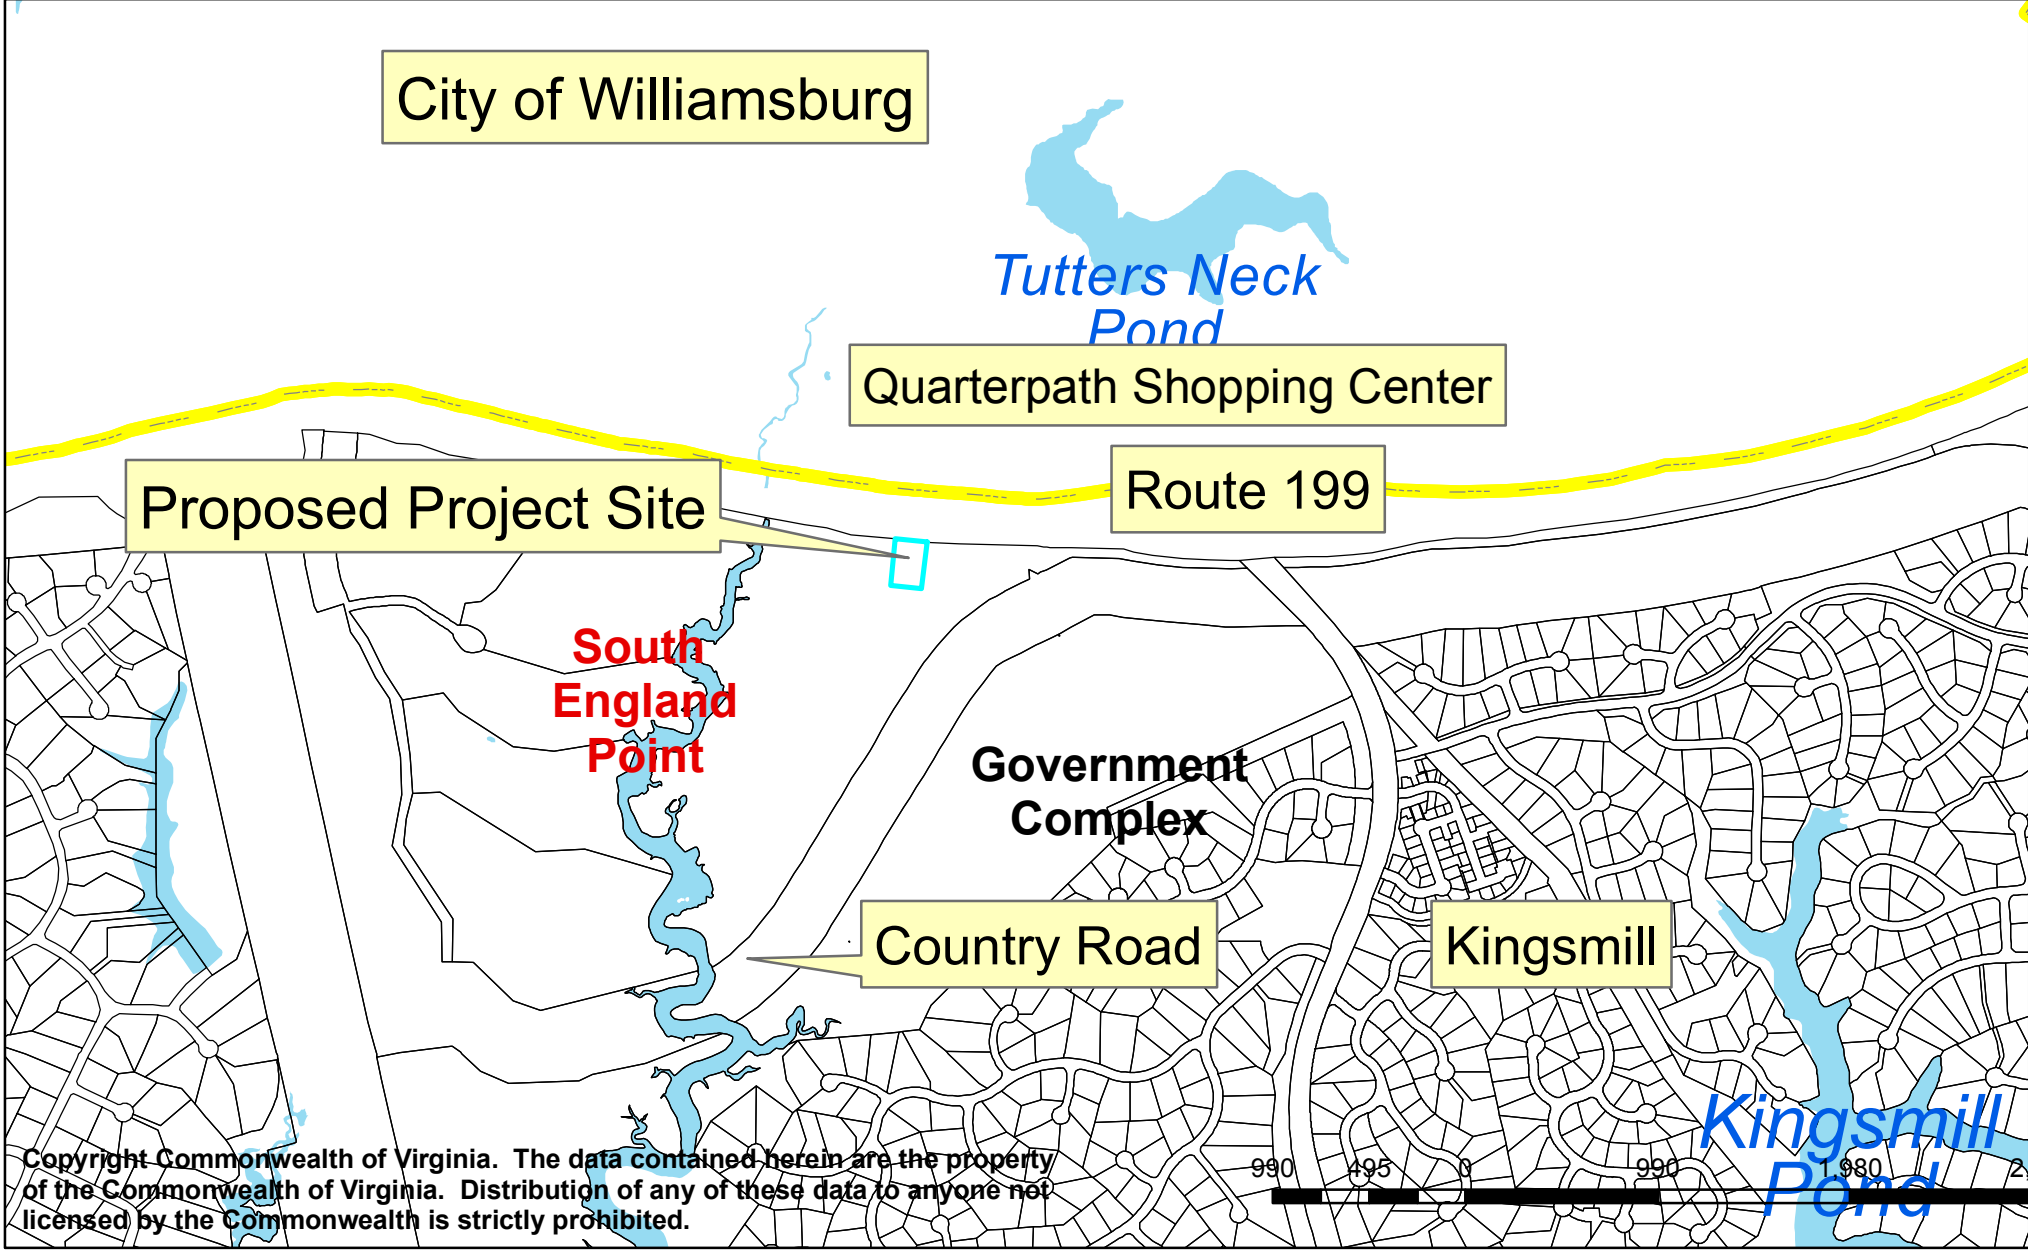 City of Williamsburg
Tutters Neck
Pond
Quarterpath Shopping Center
Route 199
Proposed Project Site
South
England
Point
Government
Complex
Country Road
Kingsmill
Kingsmill
Pond
990 495 0 990 1,980
Copyright Commonwealth of Virginia. The data contained herein are the property
of the Commonwealth of Virginia. Distribution of any of these data to anyone not
licensed by the Commonwealth is strictly prohibited.